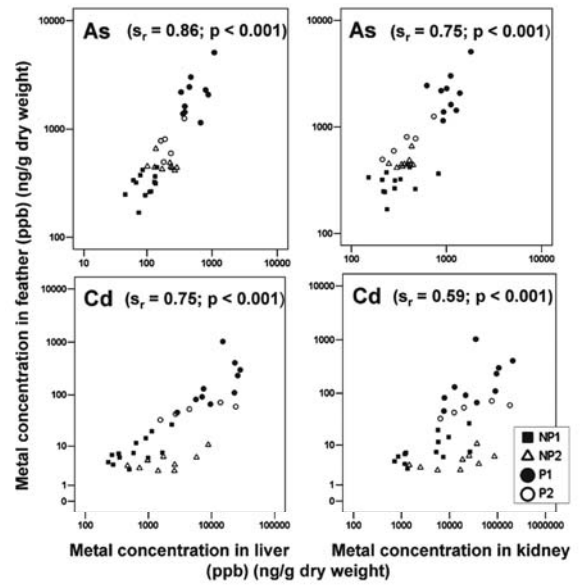 As (sr = 0.86; p < 0.001)
10000
1000
100
10 100 1000 10000
As (sr = 0.75; p < 0.001)
10000
1000
100
100 1000 10000
Cd (sr = 0.75; p < 0.001)
10000
1000
100
10
1
0
100 1000 10000 100000
Cd (sr = 0.59; p < 0.001)
10000
1000
100
10
1
0
100 1000 10000 100000 1000000
NP1
NP2
P1
P2
Metal concentration in feather (ppb) (ng/g dry weight)
Metal concentration in liver Metal concentration in kidney
(ppb) (ng/g dry weight)